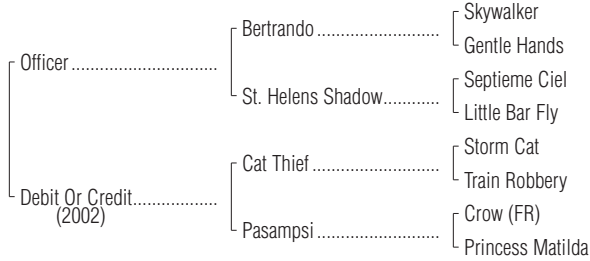 Skywalker
Bertrando
Gentle Hands
Officer
Septieme Ciel
St. Helens Shadow
Little Bar Fly
Storm Cat
Cat Thief
Train Robbery
Debit Or Credit
(2002)
Crow (FR)
Pasampsi
Princess Matilda